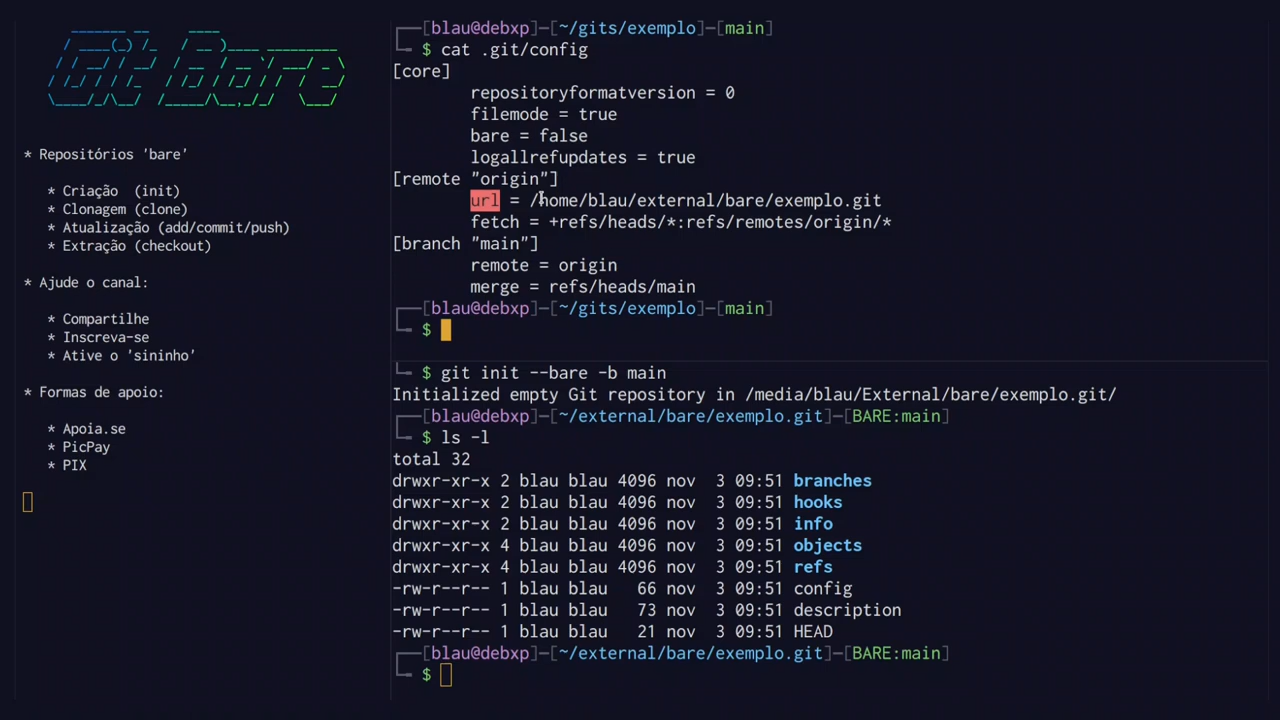 Git Bare
* Repositórios 'bare'
* Criação (init)
* Clonagem (clone)
* Atualização (add/commit/push)
* Extração (checkout)
* Ajude o canal:
* Compartilhe
* Inscreva-se
* Ative o 'sininho'
* Formas de apoio:
* Apoia.se
* PicPay
* PIX
[blau@debxp]—[~/gits/exemplo]—[main]
$ cat .git/config
[core]
repositoryformatversion = 0
filemode = true
bare = false
logallrefupdates = true
[remote "origin"]
url = /home/blau/external/bare/exemplo.git
fetch = +refs/heads/*:refs/remotes/origin/*
[branch "main"]
remote = origin
merge = refs/heads/main
[blau@debxp]—[~/gits/exemplo]—[main]
$
$ git init --bare -b main
Initialized empty Git repository in /media/blau/External/bare/exemplo.git/
[blau@debxp]—[~/external/bare/exemplo.git]—[BARE:main]
$ ls -l
total 32
drwxr-xr-x 2 blau blau 4096 nov  3 09:51 branches
drwxr-xr-x 2 blau blau 4096 nov  3 09:51 hooks
drwxr-xr-x 2 blau blau 4096 nov  3 09:51 info
drwxr-xr-x 4 blau blau 4096 nov  3 09:51 objects
drwxr-xr-x 4 blau blau 4096 nov  3 09:51 refs
-rw-r--r-- 1 blau blau   66 nov  3 09:51 config
-rw-r--r-- 1 blau blau   73 nov  3 09:51 description
-rw-r--r-- 1 blau blau   21 nov  3 09:51 HEAD
[blau@debxp]—[~/external/bare/exemplo.git]—[BARE:main]
$